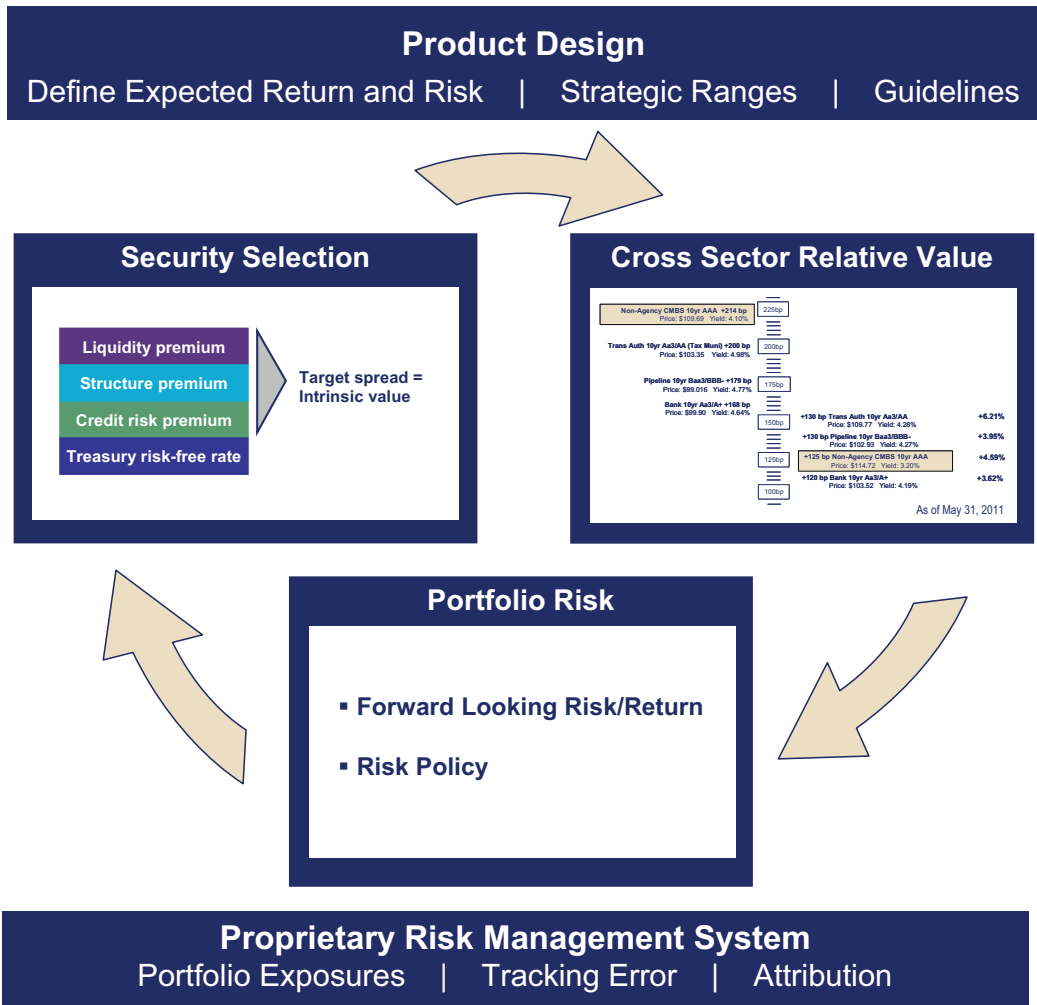 Product Design
Define Expected Return and Risk | Strategic Ranges | Guidelines
Security Selection
Liquidity premium
Structure premium
Credit risk premium
Treasury risk-free rate
Target spread =
Intrinsic value
Cross Sector Relative Value
Non-Agency CMBS 10yr AAA +214 bp
Price: $109.69 Yield: 4.10%
Trans Auth 10yr Aa3/AA (Tax Muni) +200 bp
Price: $103.35 Yield: 4.98%
Pipeline 10yr Baa3/BBB- +179 bp
Price: $99.016 Yield: 4.77%
Bank 10yr Aa3/A+ +168 bp
Price: $99.90 Yield: 4.64%
225bp
200bp
175bp
150bp
125bp
100bp
+130 bp Trans Auth 10yr Aa3/AA +6.21%
Price: $109.77 Yield: 4.28%
+130 bp Pipeline 10yr Baa3/BBB- +3.95%
Price: $102.93 Yield: 4.27%
+125 bp Non-Agency CMBS 10yr AAA +4.59%
Price: $114.72 Yield: 3.20%
+120 bp Bank 10yr Aa3/A+ +3.62%
Price: $103.52 Yield: 4.19%
As of May 31, 2011
Portfolio Risk
▪ Forward Looking Risk/Return
▪ Risk Policy
Proprietary Risk Management System
Portfolio Exposures | Tracking Error | Attribution